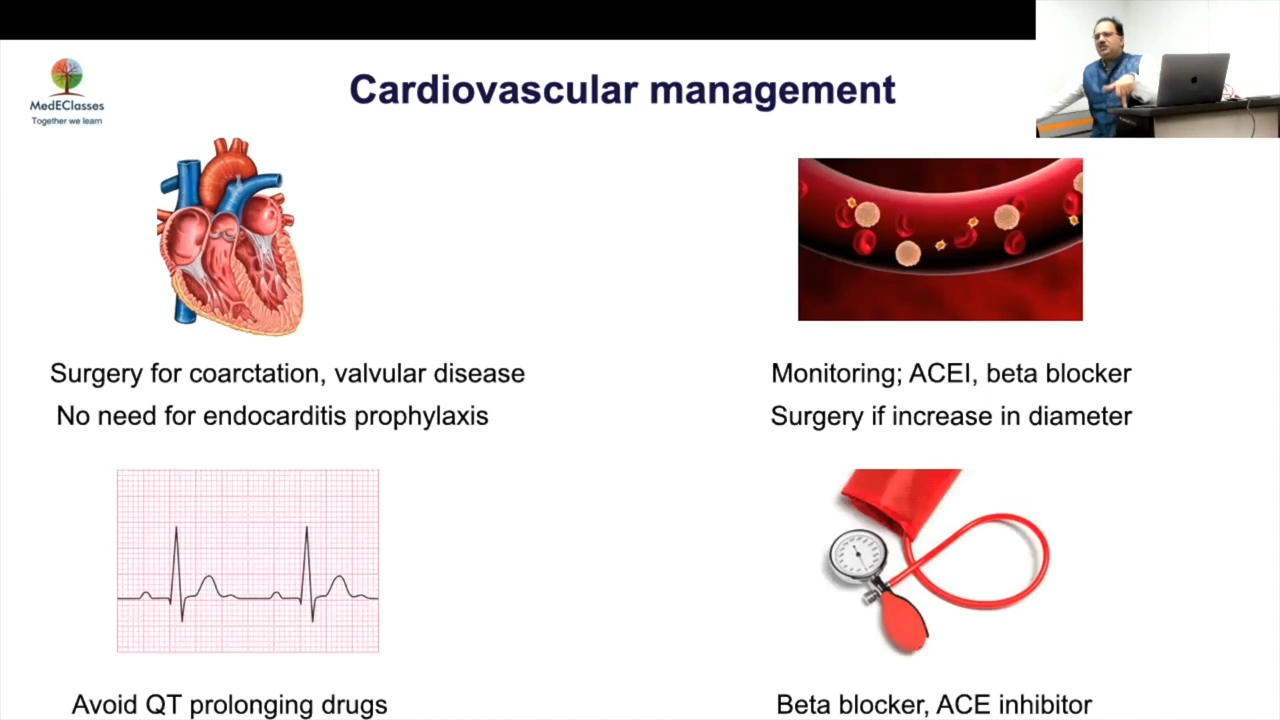 MedEClasses
Together we learn
Cardiovascular management
Surgery for coarctation, valvular disease
No need for endocarditis prophylaxis
Monitoring; ACEI, beta blocker
Surgery if increase in diameter
Avoid QT prolonging drugs
Beta blocker, ACE inhibitor